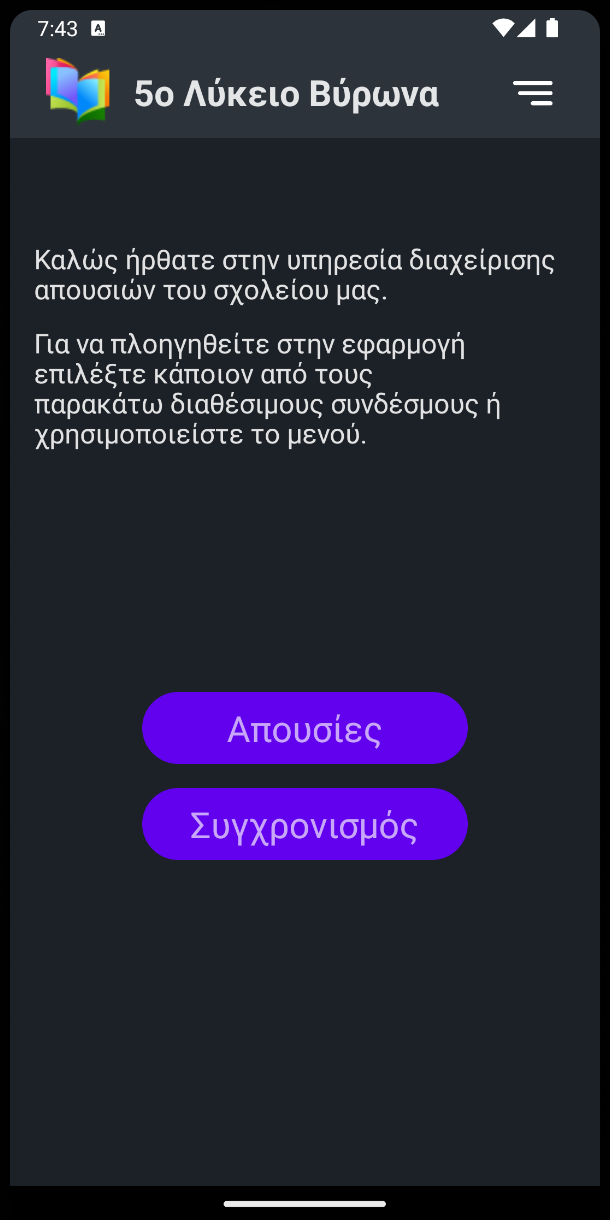 7:43
5ο Λύκειο Βύρωνα
Καλώς ήρθατε στην υπηρεσία διαχείρισης
απουσιών του σχολείου μας.
Για να πλοηγηθείτε στην εφαρμογή
επιλέξτε κάποιον από τους
παρακάτω διαθέσιμους συνδέσμους ή
χρησιμοποιείστε το μενού.
Απουσίες
Συγχρονισμός